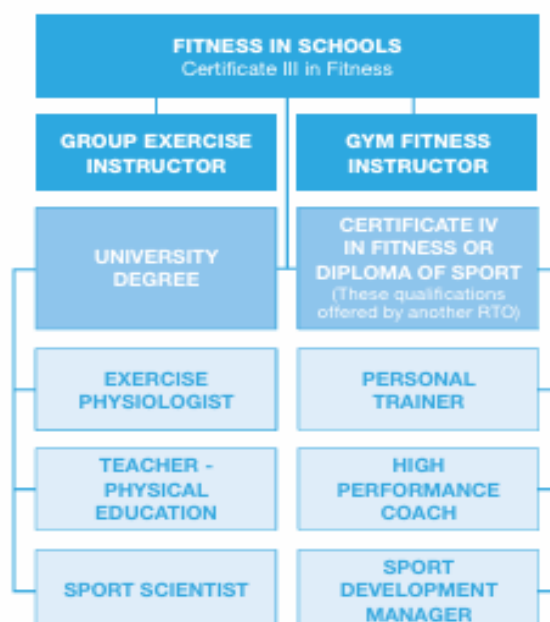 FITNESS IN SCHOOLS
Certificate III in Fitness
GROUP EXERCISE
INSTRUCTOR
GYM FITNESS
INSTRUCTOR
UNIVERSITY
DEGREE
CERTIFICATE IV
IN FITNESS OR
DIPLOMA OF SPORT
(These qualifications
offered by another RTO)
EXERCISE
PHYSIOLOGIST
PERSONAL
TRAINER
TEACHER -
PHYSICAL
EDUCATION
HIGH
PERFORMANCE
COACH
SPORT SCIENTIST
SPORT
DEVELOPMENT
MANAGER